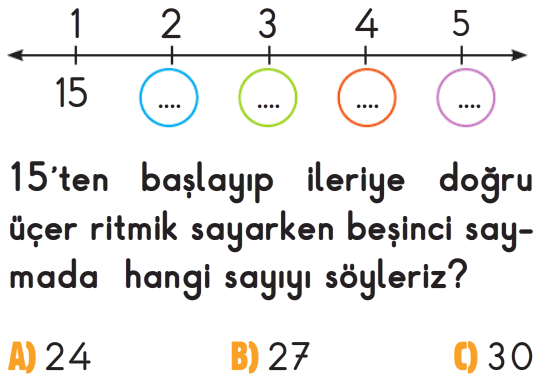 1 2 3 4 5
15 .... .... .... ....
15'ten başlayıp ileriye doğru
üçer ritmik sayarken beşinci say-
mada hangi sayıyı söyleriz?
A) 24 B) 27 C) 30